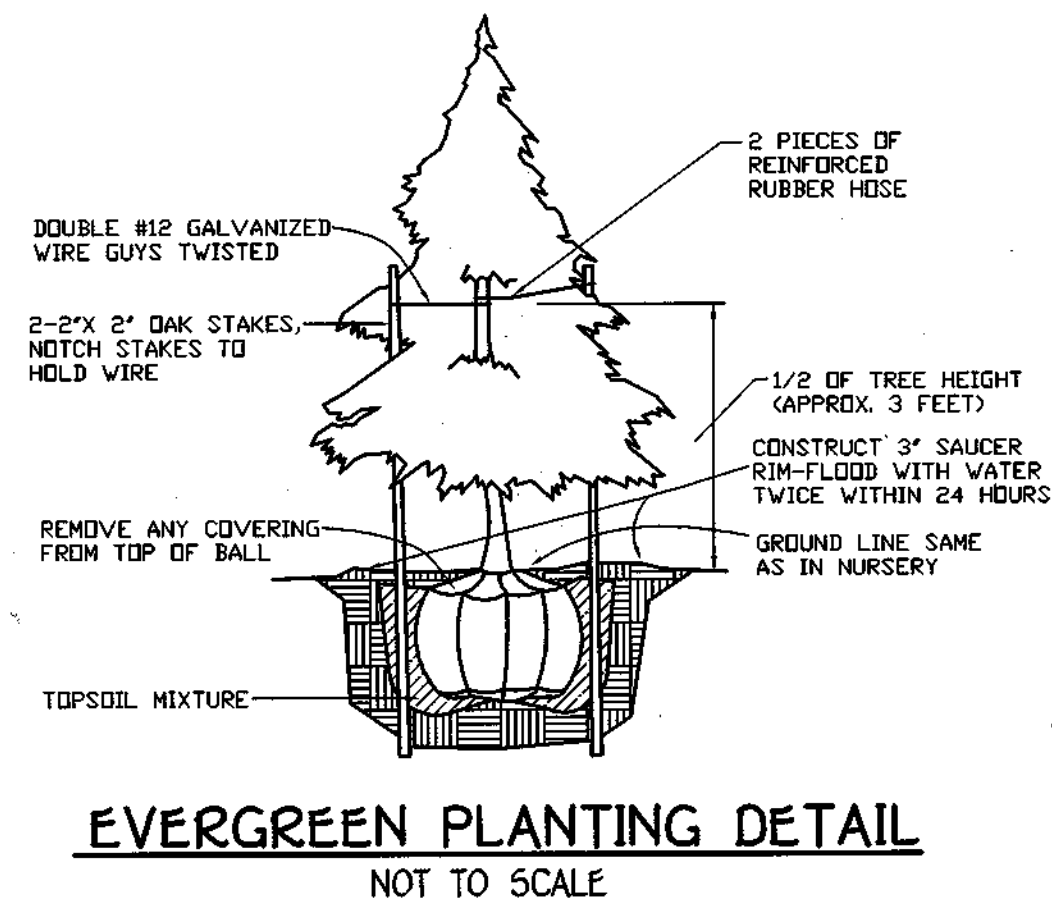 2 PIECES OF
REINFORCED
RUBBER HOSE
DOUBLE #12 GALVANIZED
WIRE GUYS TWISTED
2-2"X 2" OAK STAKES,
NOTCH STAKES TO
HOLD WIRE
1/2 OF TREE HEIGHT
(APPROX. 3 FEET)
CONSTRUCT 3" SAUCER
RIM-FLOOD WITH WATER
TWICE WITHIN 24 HOURS
REMOVE ANY COVERING
FROM TOP OF BALL
GROUND LINE SAME
AS IN NURSERY
TOPSOIL MIXTURE
EVERGREEN PLANTING DETAIL
NOT TO SCALE